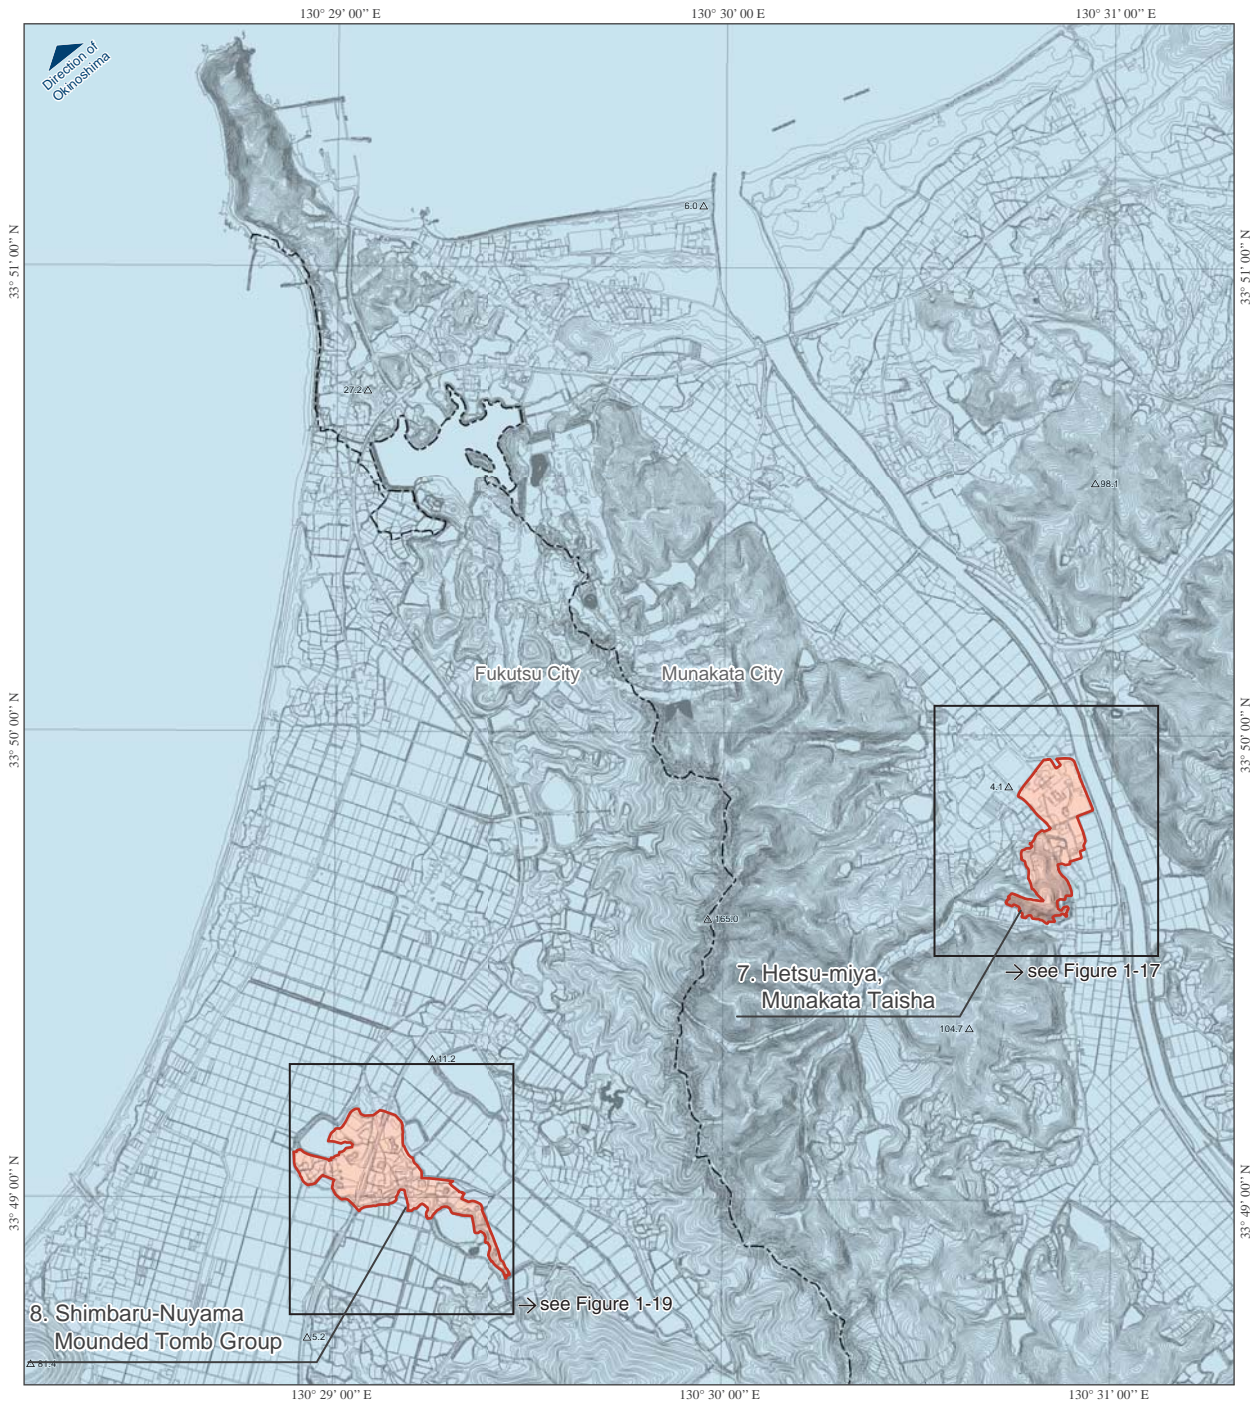 130° 29' 00'' E
130° 30' 00 E
130° 31' 00'' E
Direction of
Okinoshima
6.0
33° 51' 00'' N
33° 51' 00'' N
27.2
98.1
Fukutsu City
Munakata City
33° 50' 00'' N
33° 50' 00'' N
4.1
165.0
7. Hetsu-miya,
Munakata Taisha
see Figure 1-17
104.7
11.2
33° 49' 00'' N
33° 49' 00'' N
see Figure 1-19
8. Shimbaru-Nuyama
Mounded Tomb Group
5.2
81.4
130° 29' 00'' E
130° 30' 00'' E
130° 31' 00'' E